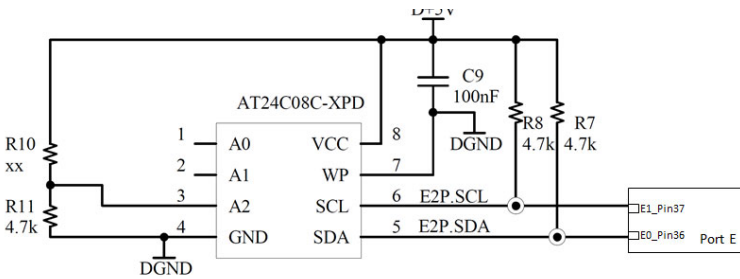 D+5V
C9
100nF
AT24C08C-XPD
R10
xx
R11
4.7k
1 A0 VCC 8
2 A1 WP 7
3 A2 SCL 6 E2P.SCL
4 GND SDA 5 E2P.SDA
DGND
DGND
R8
4.7k
R7
4.7k
E1_Pin37
E0_Pin36
Port E